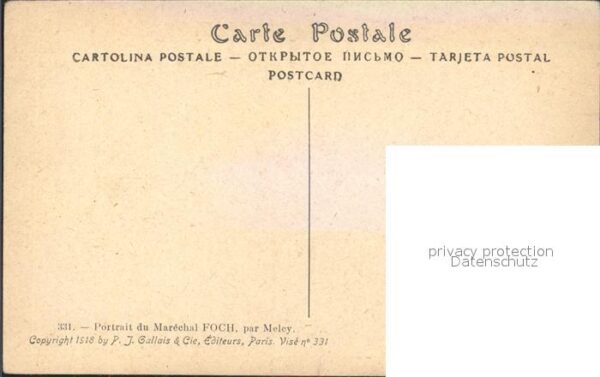 Carte Postale
CARTOLINA POSTALE — ОТКРЫТОЕ ПИСЬМО — TARJETA POSTAL
POSTCARD
privacy protection
Datenschutz
331. — Portrait du Maréchal FOCH, par Meley.
Copyright 1918 by P. J. Gallais & Cie, Éditeurs, Paris. Visé nº 331